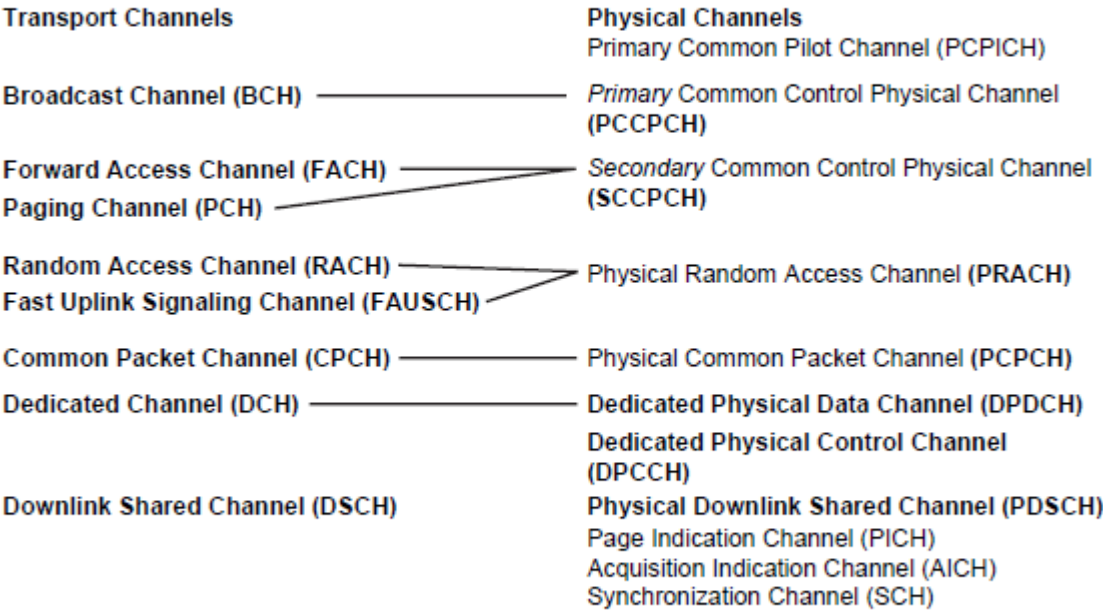 Transport Channels
Physical Channels
Primary Common Pilot Channel (PCPICH)
Broadcast Channel (BCH)
Primary Common Control Physical Channel
(PCCPCH)
Forward Access Channel (FACH)
Secondary Common Control Physical Channel
(SCCPCH)
Paging Channel (PCH)
Random Access Channel (RACH)
Physical Random Access Channel (PRACH)
Fast Uplink Signaling Channel (FAUSCH)
Common Packet Channel (CPCH)
Physical Common Packet Channel (PCPCH)
Dedicated Channel (DCH)
Dedicated Physical Data Channel (DPDCH)
Dedicated Physical Control Channel
(DPCCH)
Downlink Shared Channel (DSCH)
Physical Downlink Shared Channel (PDSCH)
Page Indication Channel (PICH)
Acquisition Indication Channel (AICH)
Synchronization Channel (SCH)